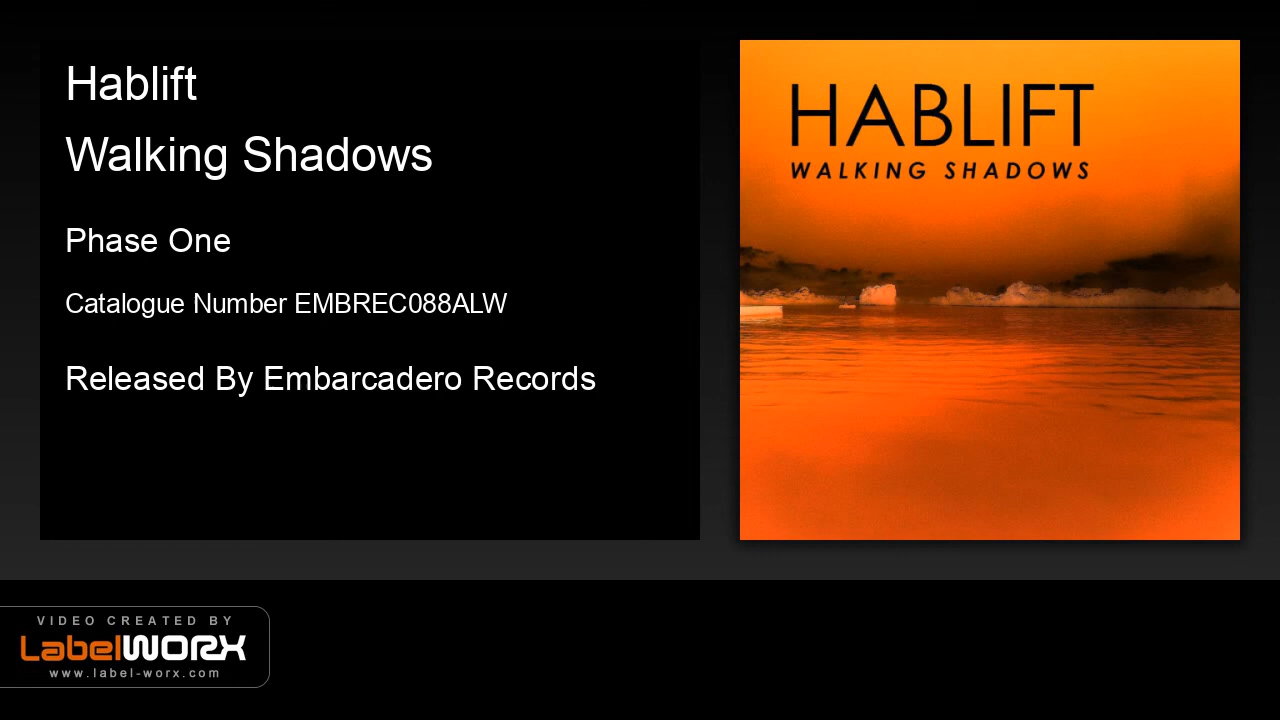 Hablift
Walking Shadows
Phase One
Catalogue Number EMBREC088ALW
Released By Embarcadero Records
HABLIFT
WALKING SHADOWS
VIDEO CREATED BY
LabelWORX
www.label-worx.com